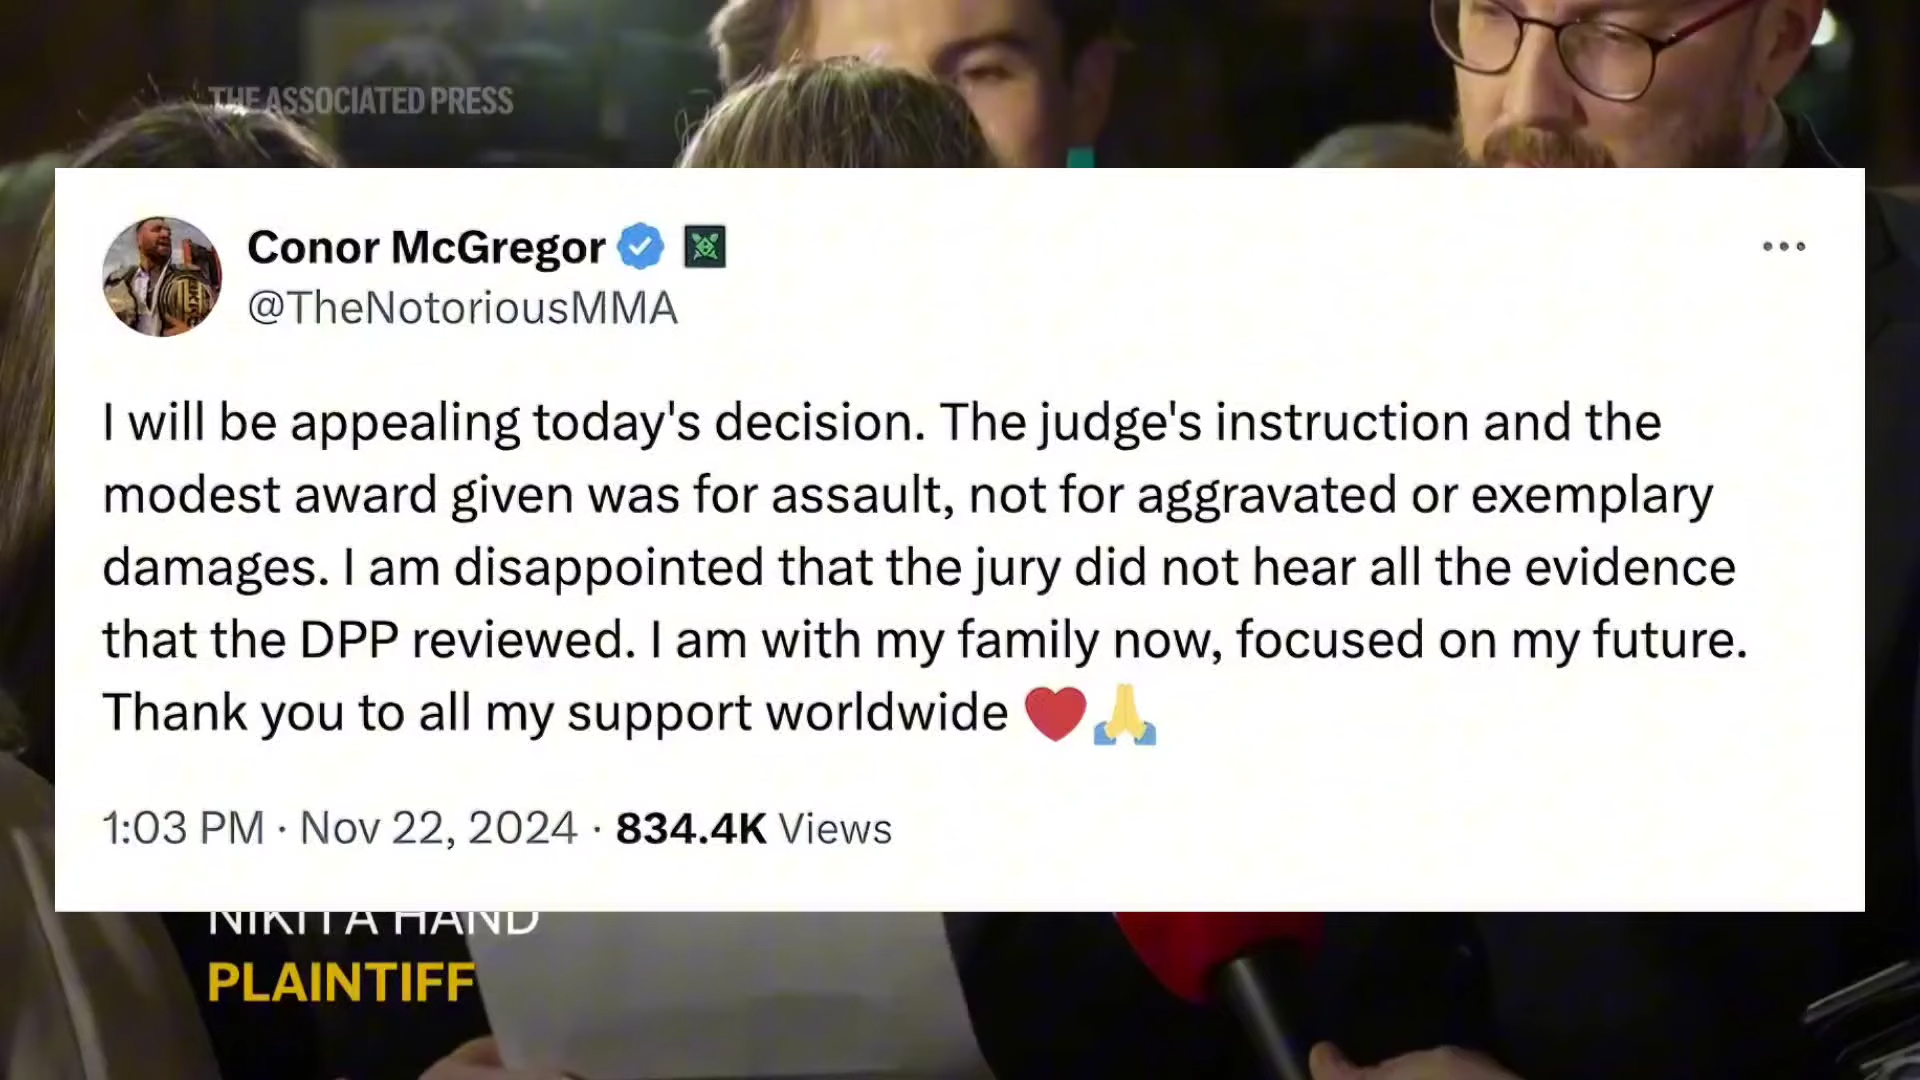 THE ASSOCIATED PRESS
Conor McGregor
@TheNotoriousMMA
I will be appealing today's decision. The judge's instruction and the
modest award given was for assault, not for aggravated or exemplary
damages. I am disappointed that the jury did not hear all the evidence
that the DPP reviewed. I am with my family now, focused on my future.
Thank you to all my support worldwide ❤️🙏
1:03 PM · Nov 22, 2024 · 834.4K Views
NIKITA HAND
PLAINTIFF